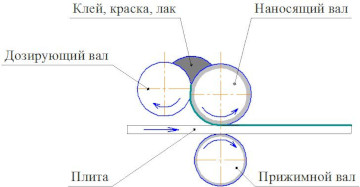 Клей, краска, лак
Наносящий вал
Дозирующий вал
Плита
Прижимной вал